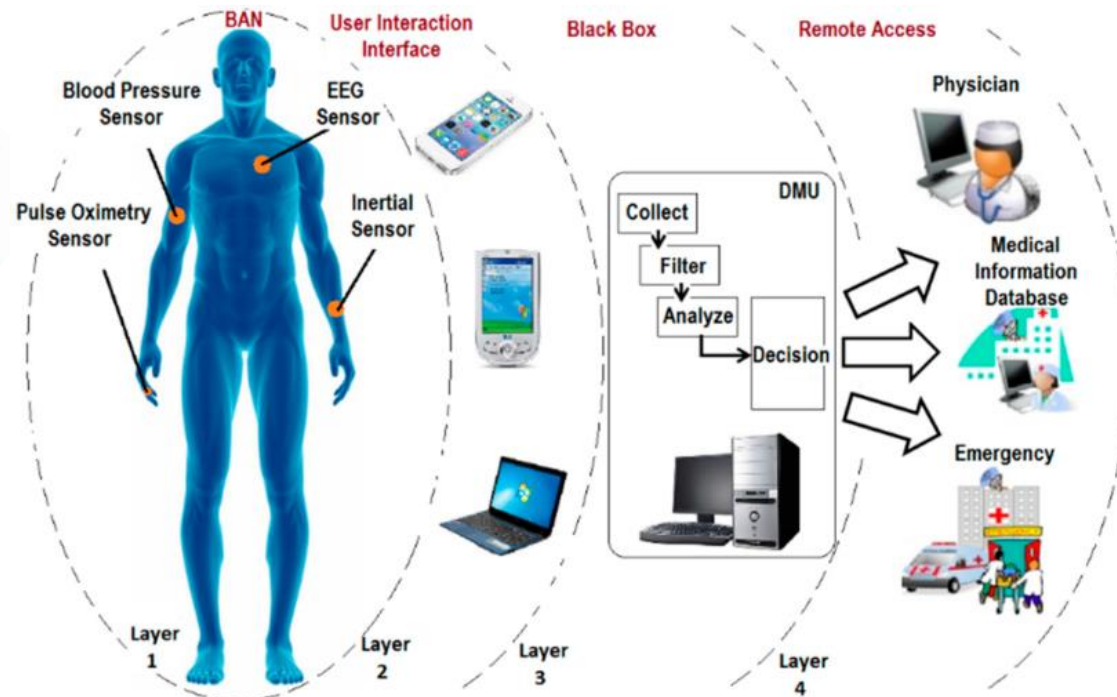 BAN
User Interaction
Interface
Black Box
Remote Access
Blood Pressure
Sensor
EEG
Sensor
Pulse Oximetry
Sensor
Inertial
Sensor
DMU
Collect
Filter
Analyze
Decision
Physician
Medical
Information
Database
Emergency
Layer
1
Layer
2
Layer
3
Layer
4